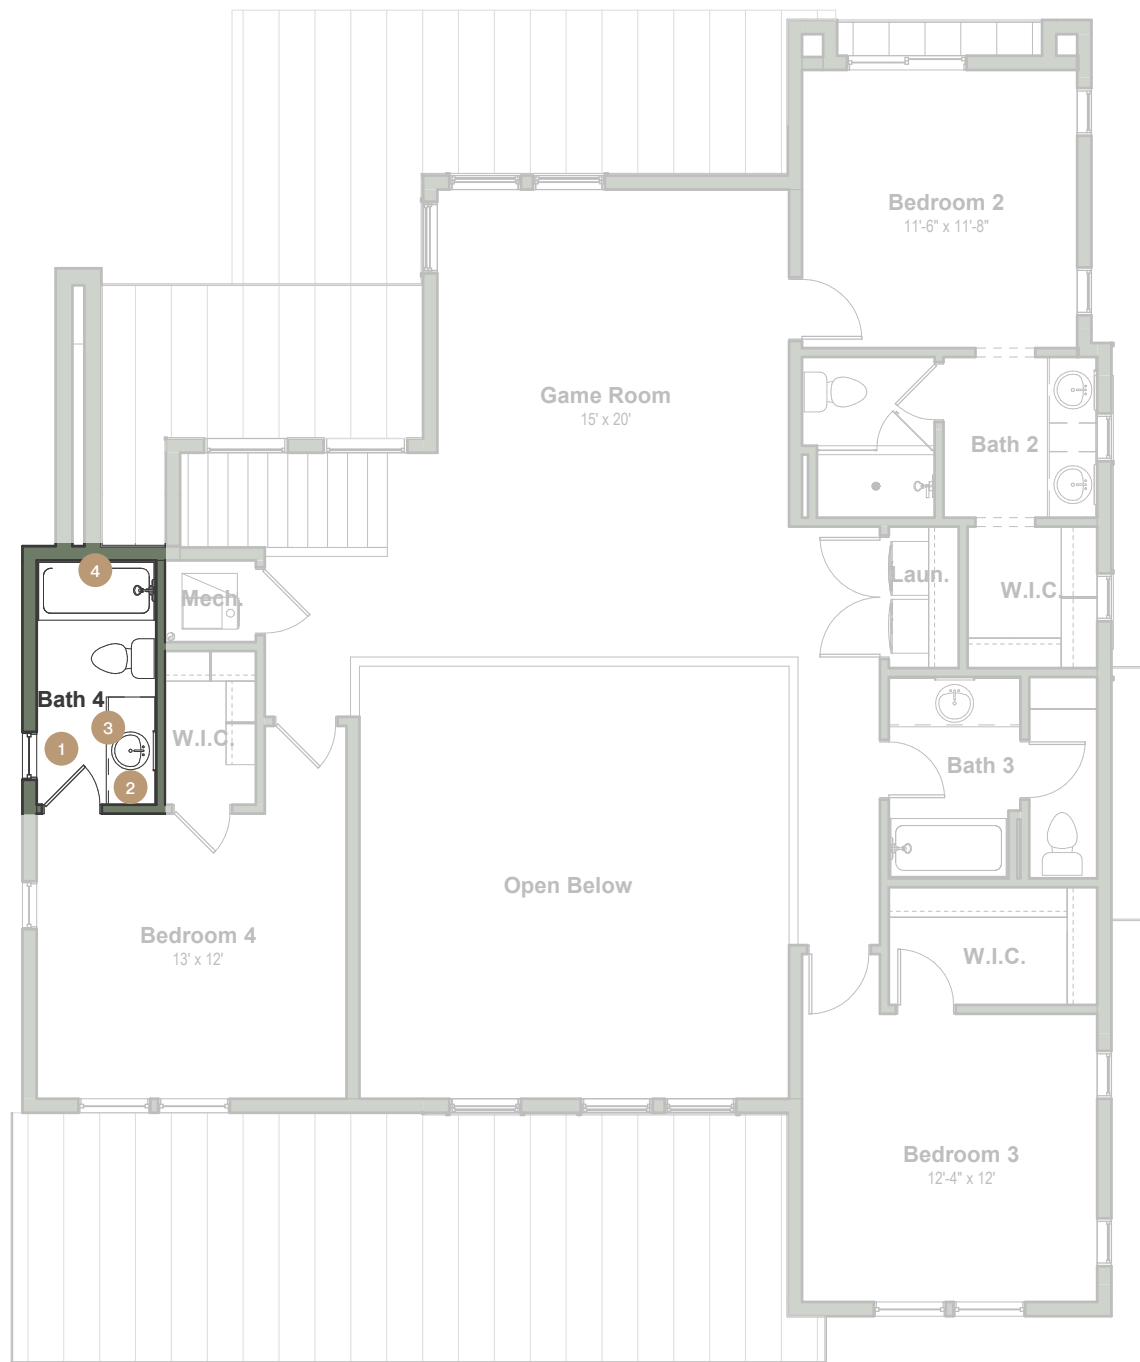 Bedroom 2
11'-6" x 11'-8"
Game Room
15' x 20'
Bath 2
4
Mech.
Laun.
W.I.C.
Bath 4
3
1
W.I.C.
2
Bath 3
Open Below
Bedroom 4
13' x 12'
W.I.C.
Bedroom 3
12'-4" x 12'